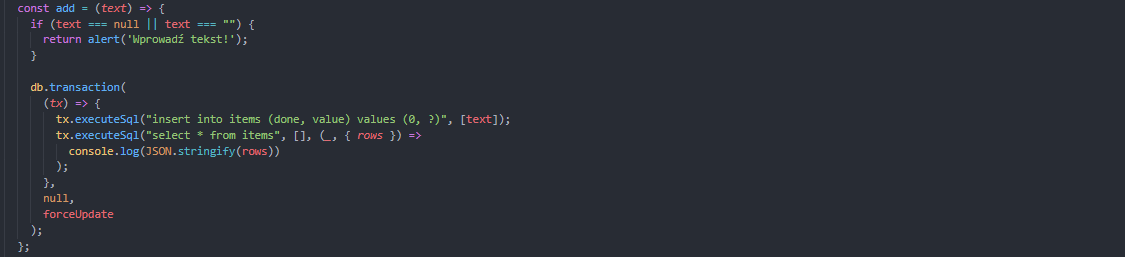 const add = (text) => {
if (text === null || text === "") {
return alert('Wprowadź tekst!');
}
db.transaction(
(tx) => {
tx.executeSql("insert into items (done, value) values (0, ?)", [text]);
tx.executeSql("select * from items", [], (_, { rows }) =>
console.log(JSON.stringify(rows))
);
},
null,
forceUpdate
);
};